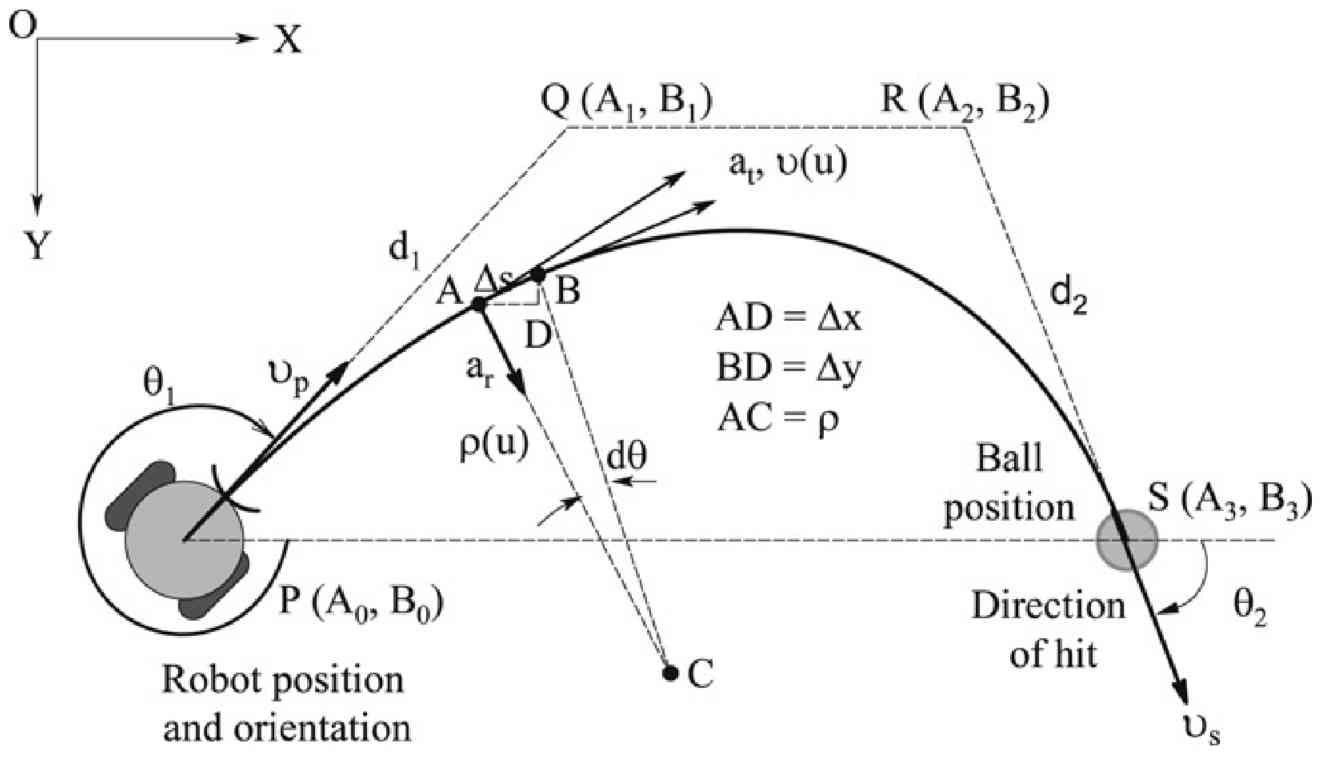 O
X
Y
Q (A₁, B₁)
R (A₂, B₂)
aₜ, υ(u)
d₁
d₂
A
Δs
B
D
AD = Δx
BD = Δy
AC = ρ
θ₁
υₚ
aᵣ
ρ(u)
dθ
Ball
position
S (A₃, B₃)
P (A₀, B₀)
Direction
of hit
θ₂
C
Robot position
and orientation
υₛ